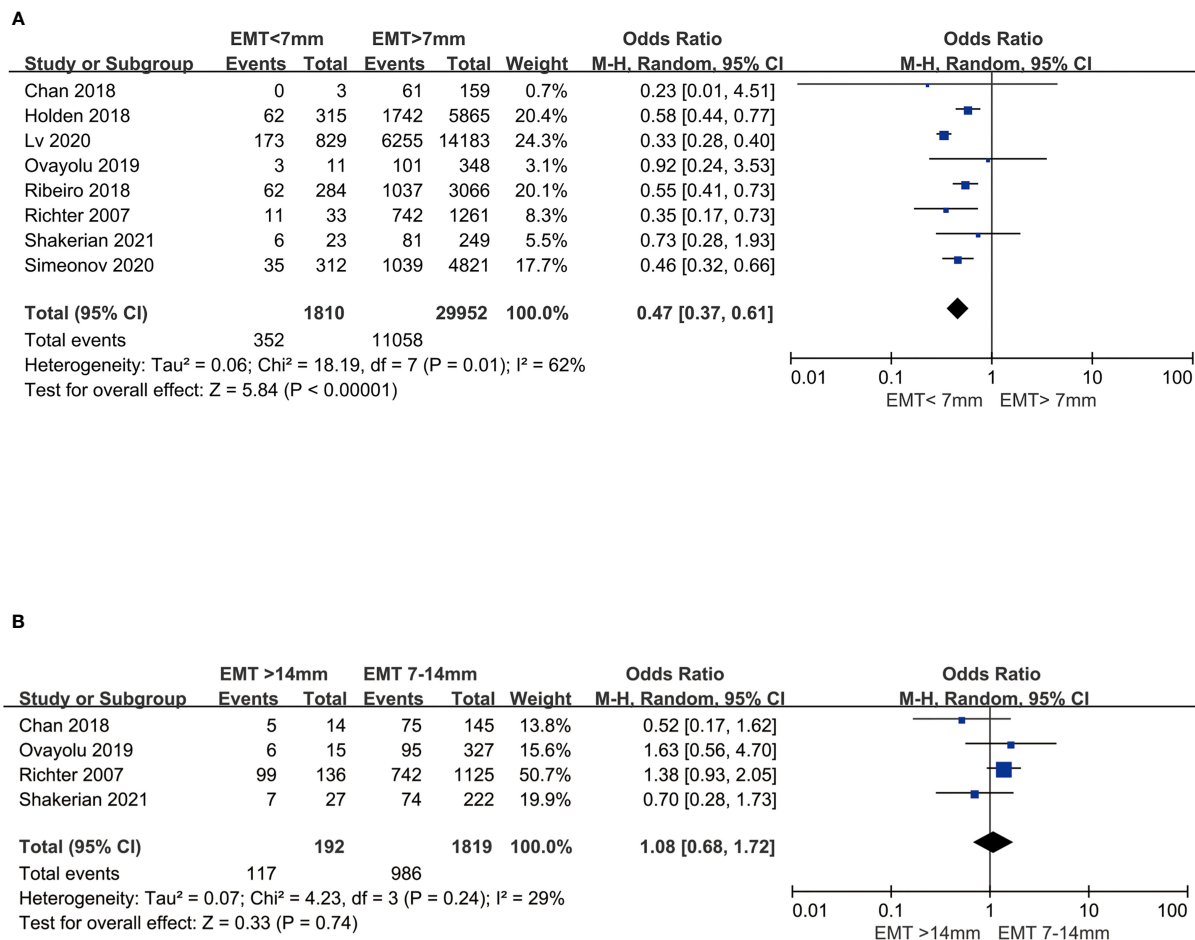 A
EMT<7mm EMT>7mm Odds Ratio Odds Ratio
Study or Subgroup Events Total Events Total Weight M-H, Random, 95% CI M-H, Random, 95% CI
Chan 2018 0 3 61 159 0.7% 0.23 [0.01, 4.51]
Holden 2018 62 315 1742 5865 20.4% 0.58 [0.44, 0.77]
Lv 2020 173 829 6255 14183 24.3% 0.33 [0.28, 0.40]
Ovayolu 2019 3 11 101 348 3.1% 0.92 [0.24, 3.53]
Ribeiro 2018 62 284 1037 3066 20.1% 0.55 [0.41, 0.73]
Richter 2007 11 33 742 1261 8.3% 0.35 [0.17, 0.73]
Shakerian 2021 6 23 81 249 5.5% 0.73 [0.28, 1.93]
Simeonov 2020 35 312 1039 4821 17.7% 0.46 [0.32, 0.66]
Total (95% CI) 1810 29952 100.0% 0.47 [0.37, 0.61]
Total events 352 11058
Heterogeneity: Tau² = 0.06; Chi² = 18.19, df = 7 (P = 0.01); I² = 62%
Test for overall effect: Z = 5.84 (P < 0.00001)
0.01 0.1 1 10 100
EMT< 7mm EMT> 7mm
B
EMT >14mm EMT 7-14mm Odds Ratio Odds Ratio
Study or Subgroup Events Total Events Total Weight M-H, Random, 95% CI M-H, Random, 95% CI
Chan 2018 5 14 75 145 13.8% 0.52 [0.17, 1.62]
Ovayolu 2019 6 15 95 327 15.6% 1.63 [0.56, 4.70]
Richter 2007 99 136 742 1125 50.7% 1.38 [0.93, 2.05]
Shakerian 2021 7 27 74 222 19.9% 0.70 [0.28, 1.73]
Total (95% CI) 192 1819 100.0% 1.08 [0.68, 1.72]
Total events 117 986
Heterogeneity: Tau² = 0.07; Chi² = 4.23, df = 3 (P = 0.24); I² = 29%
Test for overall effect: Z = 0.33 (P = 0.74)
0.01 0.1 1 10 100
EMT >14mm EMT 7-14mm